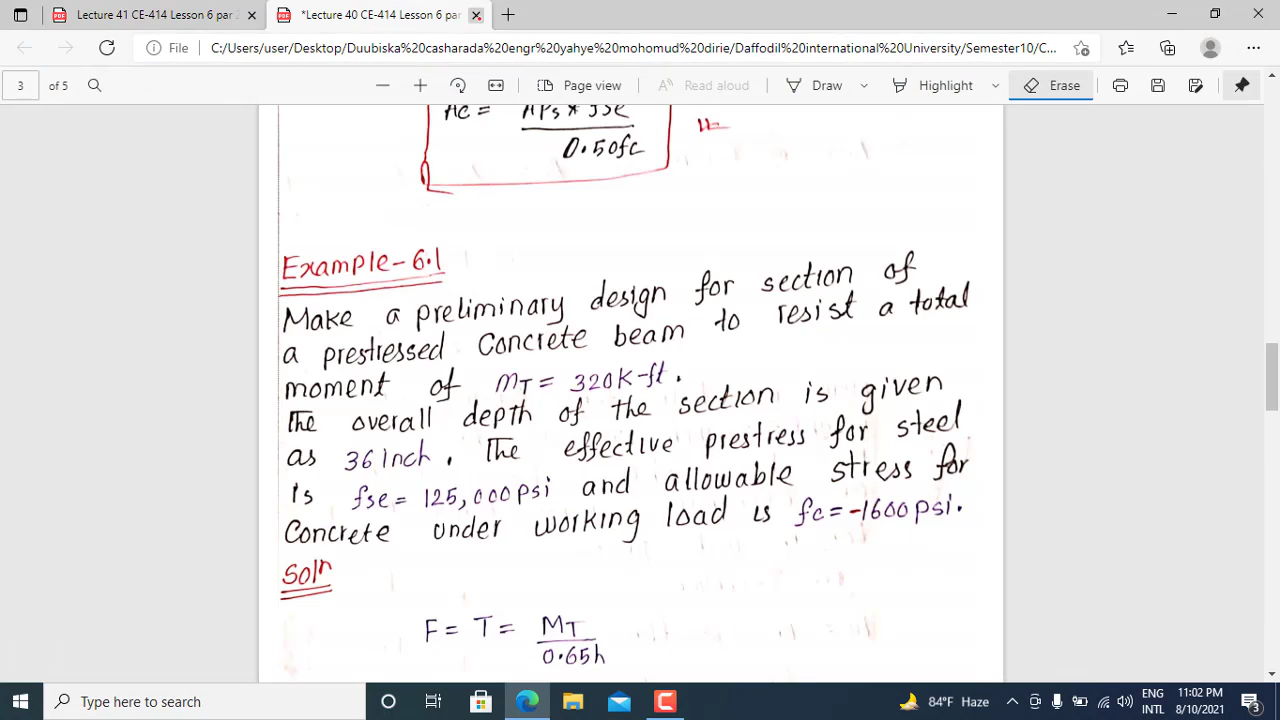 Lecture 41 CE-414 Lesson 6 par
*Lecture 40 CE-414 Lesson 6 par
File
C:/Users/user/Desktop/Duubiska%20casharada%20engr%20yahye%20mohomud%20dirie/Daffodil%20international%20University/Semester10/C...
3 of 5
Page view
Read aloud
Draw
Highlight
Erase
Ac = Aps * fse
0.50fc
Example-6.1
Make a preliminary design for section of
a prestressed Concrete beam to resist a total
moment of MT = 320K-ft.
The overall depth of the section is given
as 36 inch. The effective prestress for steel
is fse = 125,000 psi and allowable stress for
Concrete under working load is fc = -1600 psi.
Soln
F = T = MT
0.65h
Type here to search
84°F Haze
ENG
INTL
11:02 PM
8/10/2021
3